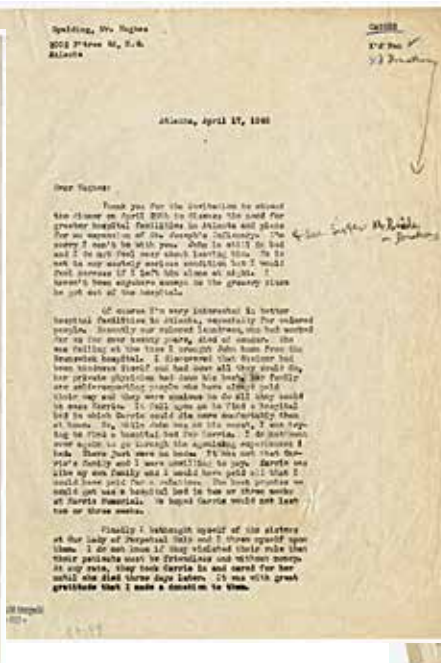 Spalding, Mr. Hughes
CARBON
Atlanta
Atlanta, April 17, 19
Dear Hughes:
Thank you for the invitation to attend
the dinner on April to discuss the need for
greater hospital facilities in Atlanta and plans
for an expansion of St. Joseph's Infirmary. I'm
sorry I can't be with you. John is still in bed
and I do not feel easy about leaving him. He is
not in any acutely serious condition but I would
feel nervous if I left him alone at night. I
haven't been anywhere except to the grocery since
he got out of the hospital.
Of course I'm very interested in better
hospital facilities in Atlanta, especially for colored
people. Recently our colored laundress, who had worked
for us for over twenty years, died of cancer. She
was failing at the time I brought John home from the
Brunswick hospital. I discovered that had
been kindness itself and had done all they could do,
her private physician had done his best, her family
are self-respecting people who have always paid
their way and they were anxious to do all they could
to ease Carrie. It fell upon me to find a hospital
bed in which Carrie could die more comfortably than
at home. So, while John was at his worst, I was try-
ing to find a hospital bed for Carrie. I do not want
ever again to go through the agonizing experiences I
had. There just were no beds. It was not that Car-
rie's family and I were unwilling to pay. Carrie was
like my own family and I would have paid all that I
could have paid for a relative. The best promise we
could get was a hospital bed in two or three weeks
at Harris Memorial. We hoped Carrie would not last
two or three weeks.
Finally I bethought myself of the sisters
at Our Lady of Perpetual Help and I threw myself upon
them. I do not know if they violated their rule that
their patients must be friendless and without money.
At any rate, they took Carrie in and cared for her
until she died three days later. It was with great
gratitude that I made a donation to them.